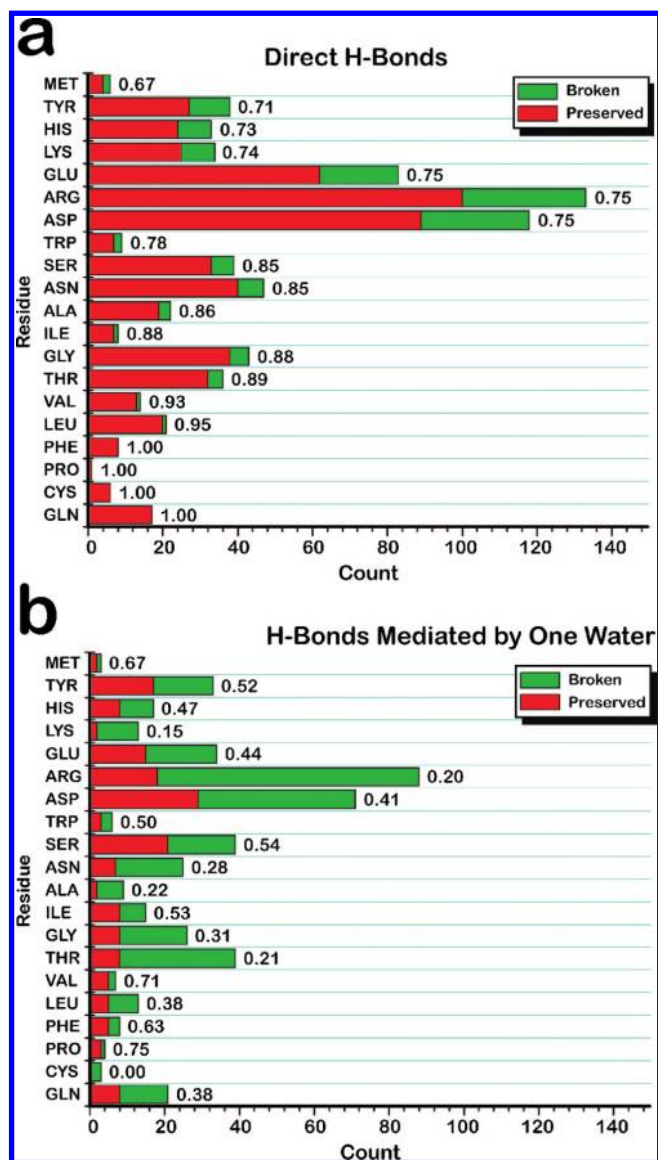 a
Direct H-Bonds
Broken
Preserved
Residue
MET 0.67
TYR 0.71
HIS 0.73
LYS 0.74
GLU 0.75
ARG 0.75
ASP 0.75
TRP 0.78
SER 0.85
ASN 0.85
ALA 0.86
ILE 0.88
GLY 0.88
THR 0.89
VAL 0.93
LEU 0.95
PHE 1.00
PRO 1.00
CYS 1.00
GLN 1.00
0 20 40 60 80 100 120 140
Count
b
H-Bonds Mediated by One Water
Broken
Preserved
Residue
MET 0.67
TYR 0.52
HIS 0.47
LYS 0.15
GLU 0.44
ARG 0.20
ASP 0.41
TRP 0.50
SER 0.54
ASN 0.28
ALA 0.22
ILE 0.53
GLY 0.31
THR 0.21
VAL 0.71
LEU 0.38
PHE 0.63
PRO 0.75
CYS 0.00
GLN 0.38
0 20 40 60 80 100 120 140
Count